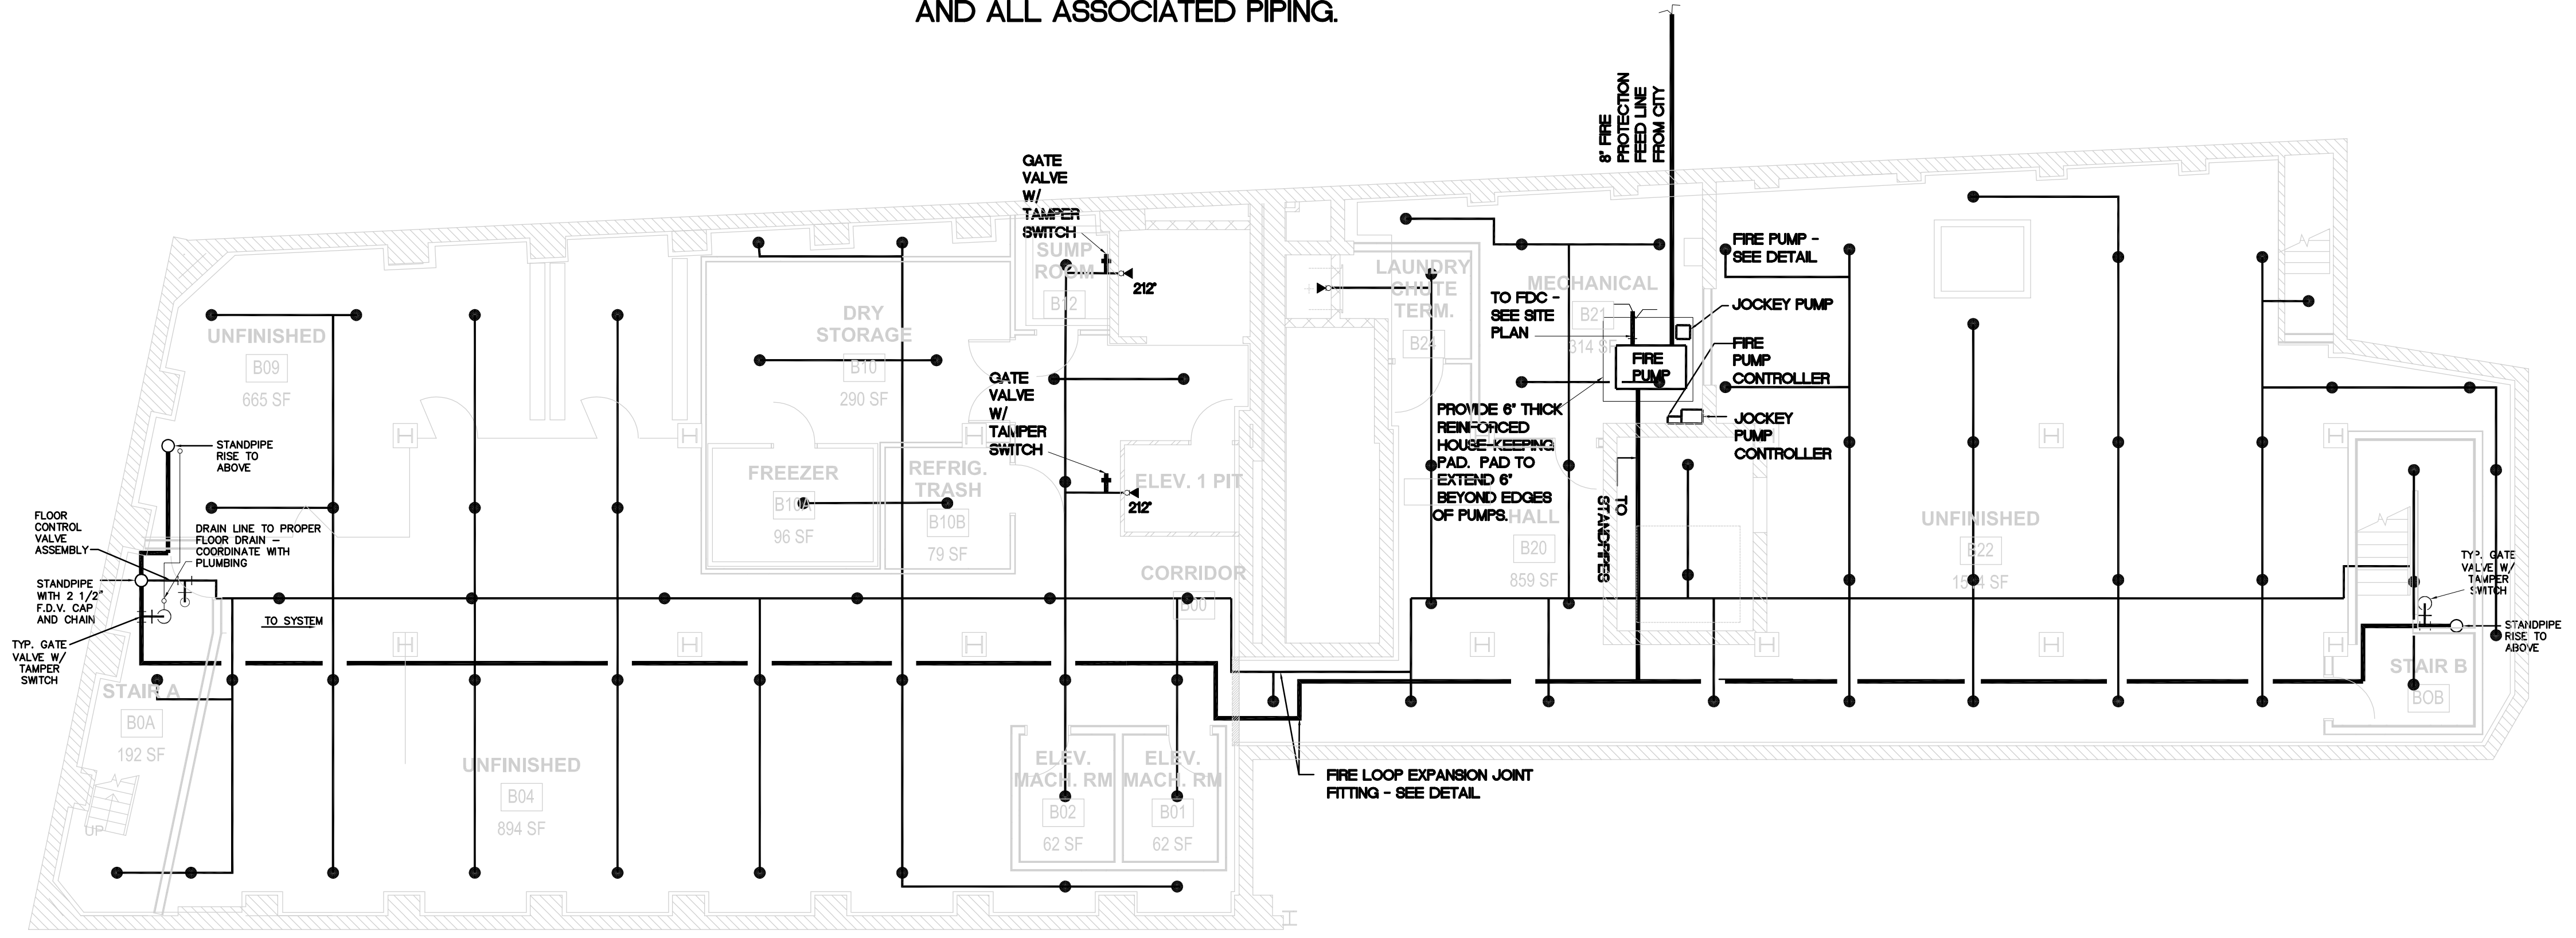 AND ALL ASSOCIATED PIPING.
8" FIRE
PROTECTION
FEED LINE
FROM CITY
GATE
VALVE
W/
TAMPER
SWITCH
SUMP
ROOM
B12
212°
LAUNDRY
CHUTE
TERM.
B24
MECHANICAL
B21
314 SF
TO FDC -
SEE SITE
PLAN
FIRE PUMP -
SEE DETAIL
JOCKEY PUMP
FIRE
PUMP
FIRE
PUMP
CONTROLLER
JOCKEY
PUMP
CONTROLLER
UNFINISHED
B09
665 SF
DRY
STORAGE
B10
290 SF
GATE
VALVE
W/
TAMPER
SWITCH
212°
ELEV. 1 PIT
PROVIDE 6" THICK
REINFORCED
HOUSE-KEEPING
PAD. PAD TO
EXTEND 6"
BEYOND EDGES
OF PUMPS.
STANDPIPE
RISE TO
ABOVE
FREEZER
B10A
96 SF
REFRIG.
TRASH
B10B
79 SF
HALL
B20
859 SF
TO
STANDPIPES
UNFINISHED
B22
FLOOR
CONTROL
VALVE
ASSEMBLY
DRAIN LINE TO PROPER
FLOOR DRAIN –
COORDINATE WITH
PLUMBING
STANDPIPE
WITH 2 1/2"
F.D.V. CAP
AND CHAIN
TO SYSTEM
TYP. GATE
VALVE W/
TAMPER
SWITCH
CORRIDOR
B00
TYP. GATE
VALVE W/
TAMPER
SWITCH
STANDPIPE
RISE TO
ABOVE
STAIR A
B0A
192 SF
UP
UNFINISHED
B04
894 SF
ELEV.
MACH. RM
B02
62 SF
ELEV.
MACH. RM
B01
62 SF
STAIR B
BOB
FIRE LOOP EXPANSION JOINT
FITTING - SEE DETAIL